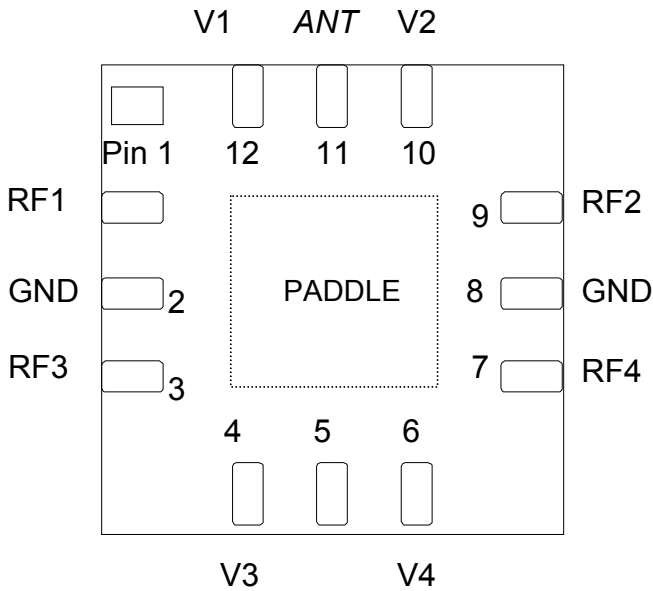 V1 ANT V2
Pin 1 12 11 10
RF1 9 RF2
GND 2 PADDLE 8 GND
RF3 3 7 RF4
4 5 6
V3 V4